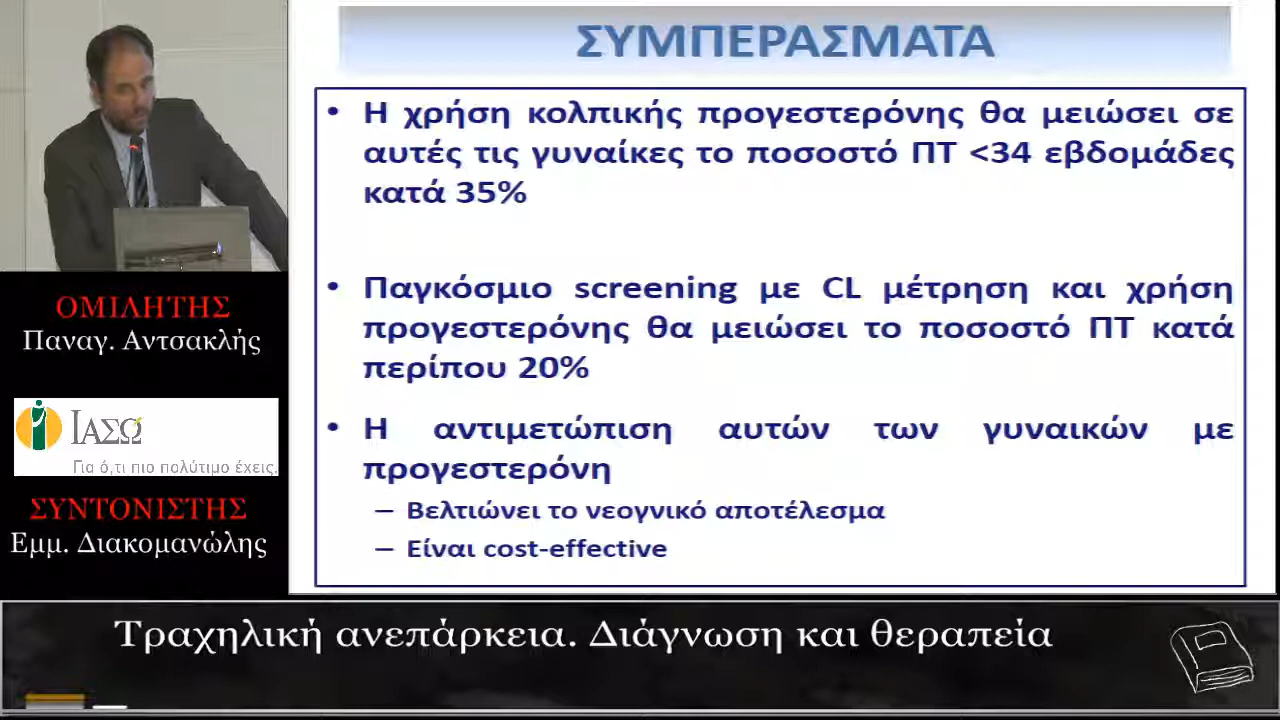 ΣΥΜΠΕΡΑΣΜΑΤΑ
• Η χρήση κολπικής προγεστερόνης θα μειώσει σε
αυτές τις γυναίκες το ποσοστό ΠΤ <34 εβδομάδες
κατά 35%
• Παγκόσμιο screening με CL μέτρηση και χρήση
προγεστερόνης θα μειώσει το ποσοστό ΠΤ κατά
περίπου 20%
• Η αντιμετώπιση αυτών των γυναικών με
προγεστερόνη
– Βελτιώνει το νεογνικό αποτέλεσμα
– Είναι cost-effective
ΟΜΙΛΗΤΗΣ
Παναγ. Αντσακλής
ΙΑΣΩ
Για ό,τι πιο πολύτιμο έχεις.
ΣΥΝΤΟΝΙΣΤΗΣ
Εμμ. Διακομανώλης
Τραχηλική ανεπάρκεια. Διάγνωση και θεραπεία